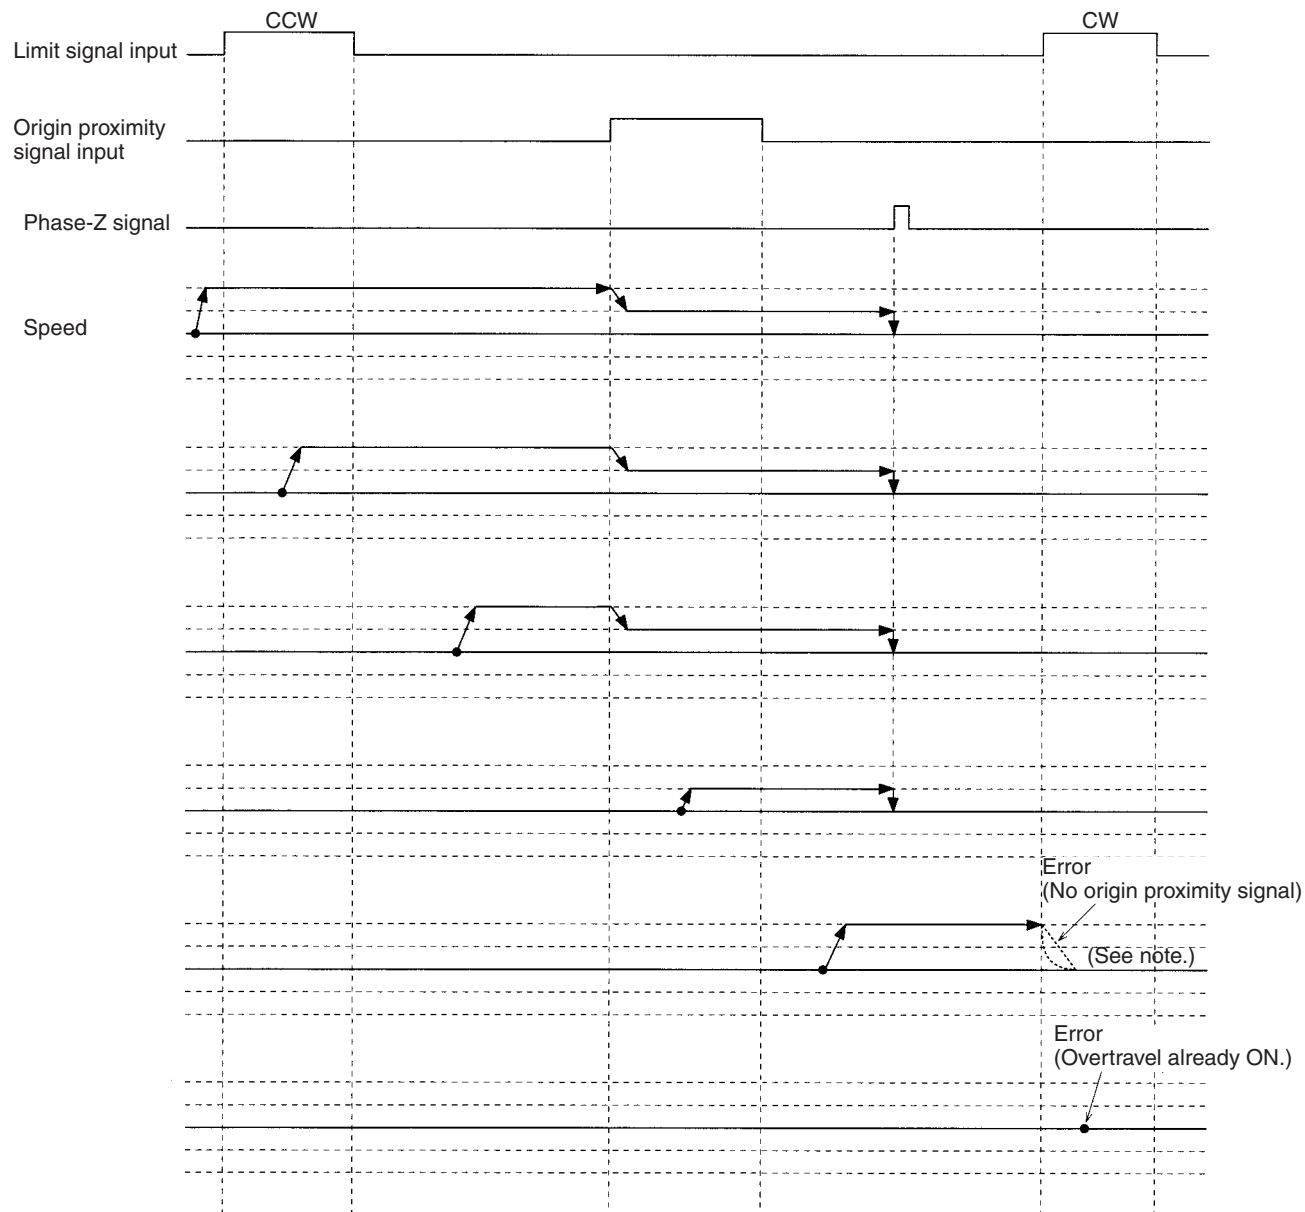 CCW
CW
Limit signal input
Origin proximity
signal input
Phase-Z signal
Speed
Error
(No origin proximity signal)
(See note.)
Error
(Overtravel already ON.)